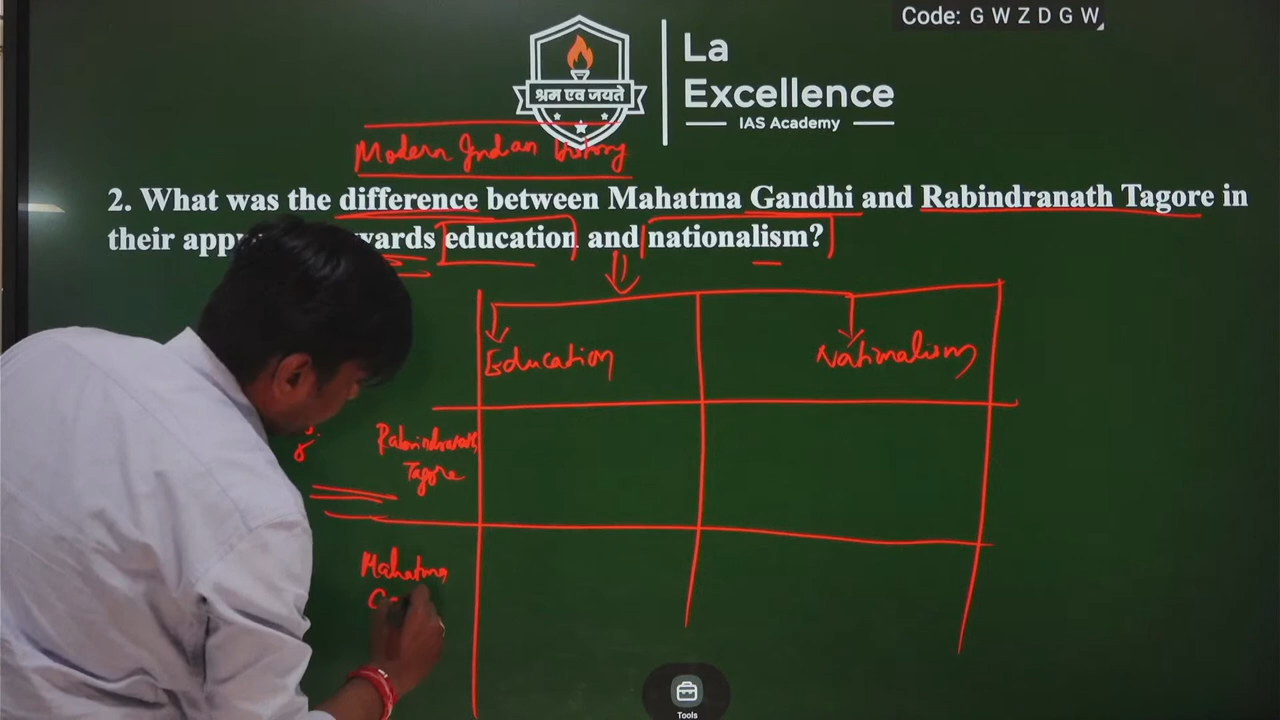 Code: G W Z D G W
श्रम एव जयते
La
Excellence
IAS Academy
Modern Indian History
2. What was the difference between Mahatma Gandhi and Rabindranath Tagore in
their wards education and nationalism?
Education
Nationalism
Rabindranath
Tagore
Mahatma
Tools